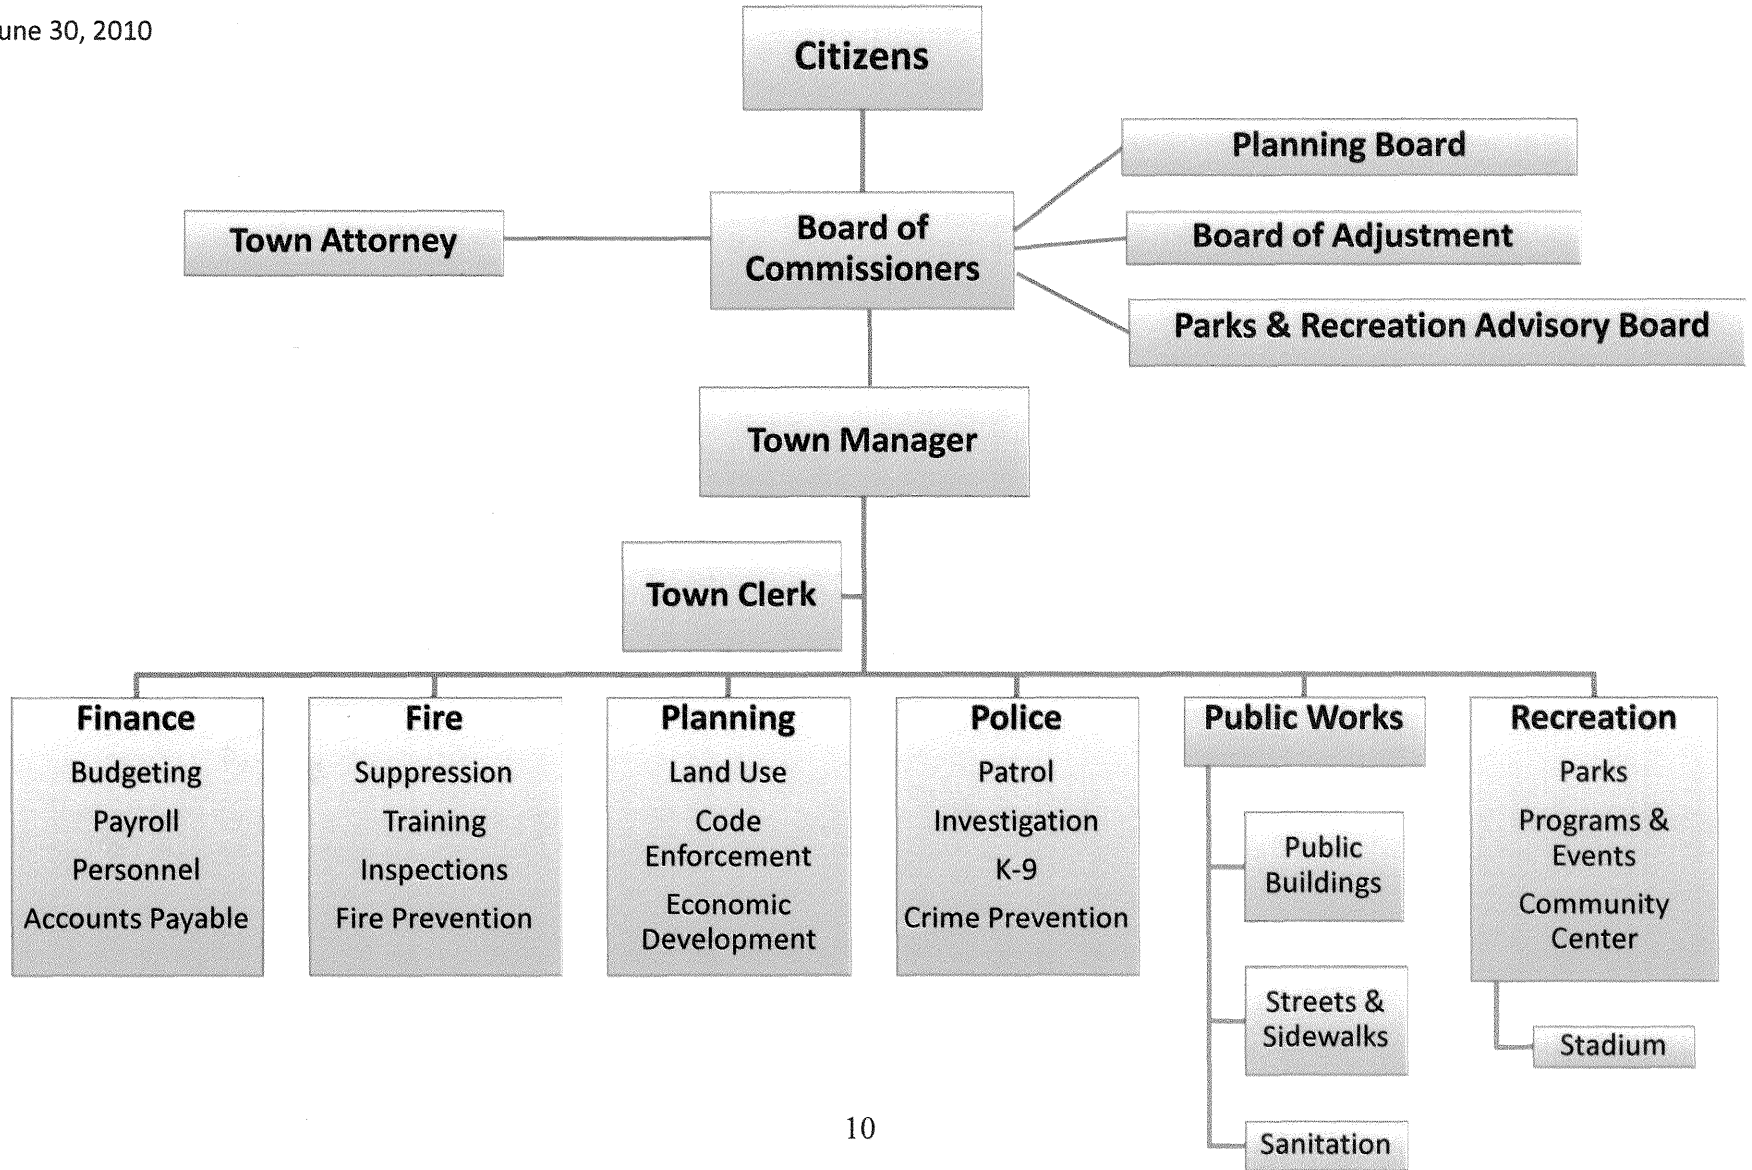 une 30, 2010
Citizens
Planning Board
Board of
Commissioners
Town Attorney
Board of Adjustment
Parks & Recreation Advisory Board
Town Manager
Town Clerk
Finance
Budgeting
Payroll
Personnel
Accounts Payable
Fire
Suppression
Training
Inspections
Fire Prevention
Planning
Land Use
Code
Enforcement
Economic
Development
Police
Patrol
Investigation
K-9
Crime Prevention
Public Works
Public
Buildings
Streets &
Sidewalks
Sanitation
Recreation
Parks
Programs &
Events
Community
Center
Stadium
10